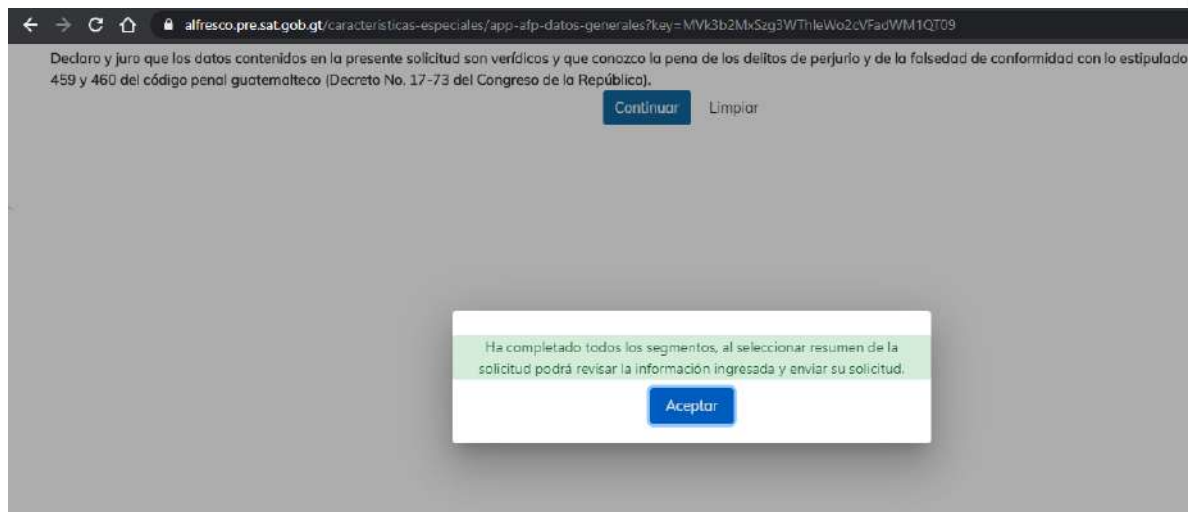 alfresco.pre.sat.gob.gt/caracteristicas-especiales/app-afp-datos-generales?key=MVk3b2MxSzg3WThleWo2cVFadWM1QT09
Declaro y juro que los datos contenidos en la presente solicitud son verídicos y que conozco la pena de los delitos de perjurio y de la falsedad de conformidad con lo estipulado
459 y 460 del código penal guatemalteco (Decreto No. 17-73 del Congreso de la República).
Continuar Limpiar
Ha completado todos los segmentos, al seleccionar resumen de la
solicitud podrá revisar la información ingresada y enviar su solicitud.
Aceptar